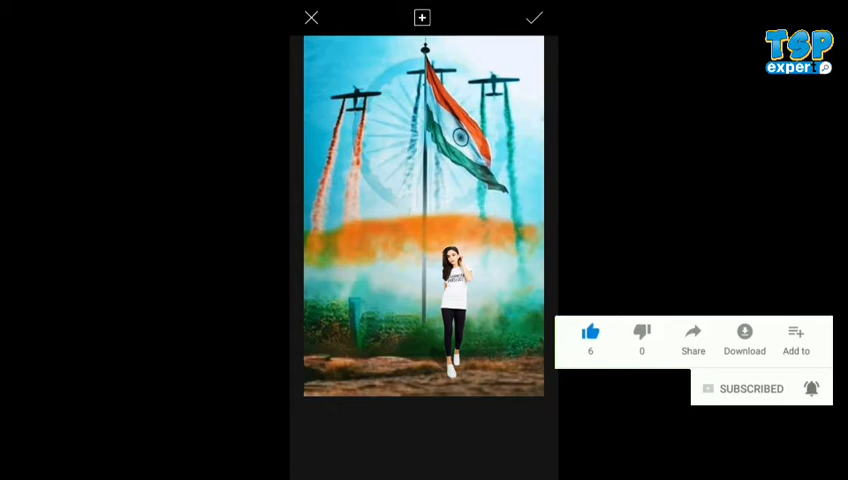 TSP
expert
6
0
Share
Download
Add to
SUBSCRIBED